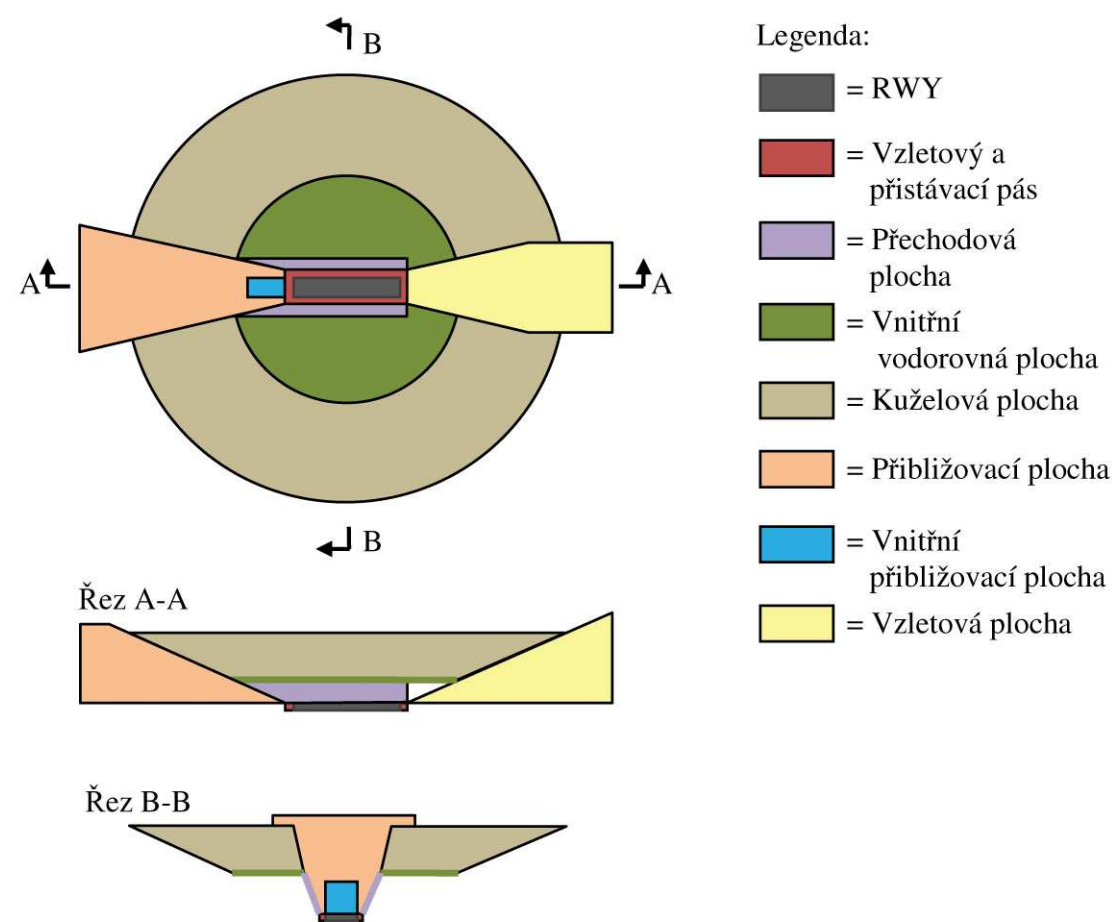 B
A
A
B
Legenda:
= RWY
= Vzletový a
přistávací pás
= Přechodová
plocha
= Vnitřní
vodorovná plocha
= Kuželová plocha
= Přibližovací plocha
= Vnitřní
přibližovací plocha
= Vzletová plocha
Řez A-A
Řez B-B